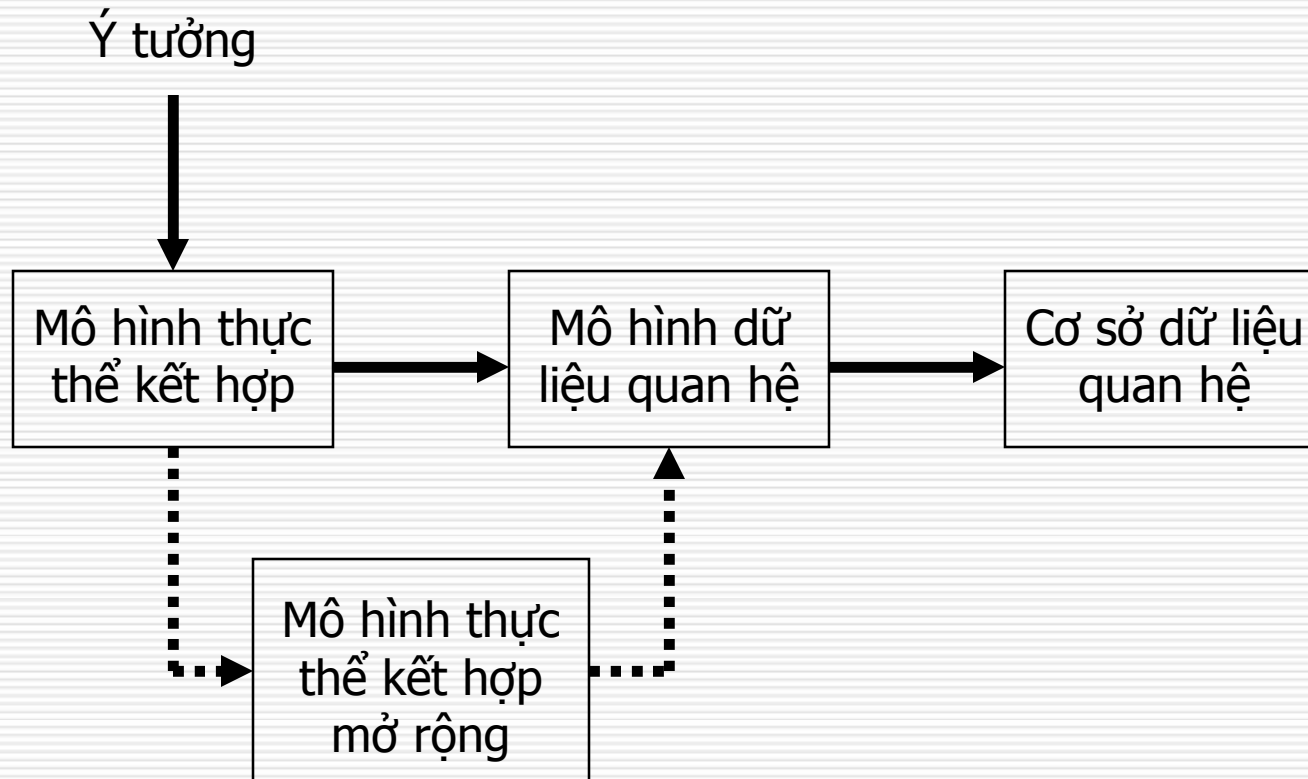 Ý tưởng
Mô hình thực
thể kết hợp
Mô hình dữ
liệu quan hệ
Cơ sở dữ liệu
quan hệ
Mô hình thực
thể kết hợp
mở rộng